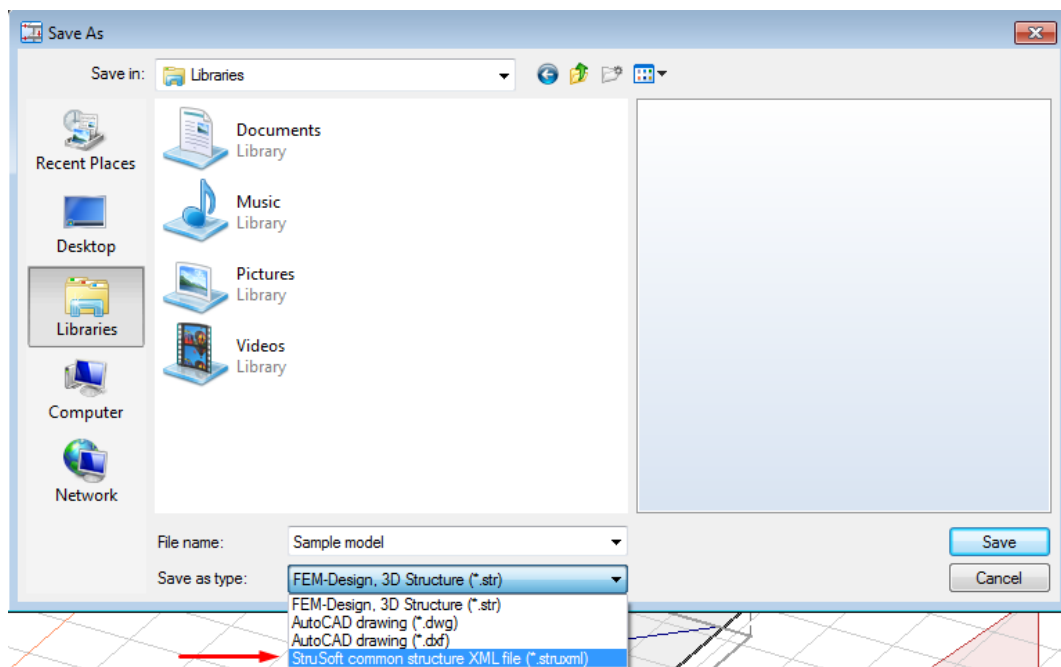 Save As
Save in:
Libraries
Recent Places
Desktop
Libraries
Computer
Network
Documents
Library
Music
Library
Pictures
Library
Videos
Library
File name:
Sample model
Save
Save as type:
FEM-Design, 3D Structure (*.str)
Cancel
FEM-Design, 3D Structure (*.str)
AutoCAD drawing (*.dwg)
AutoCAD drawing (*.dxf)
StruSoft common structure XML file (*.struxml)